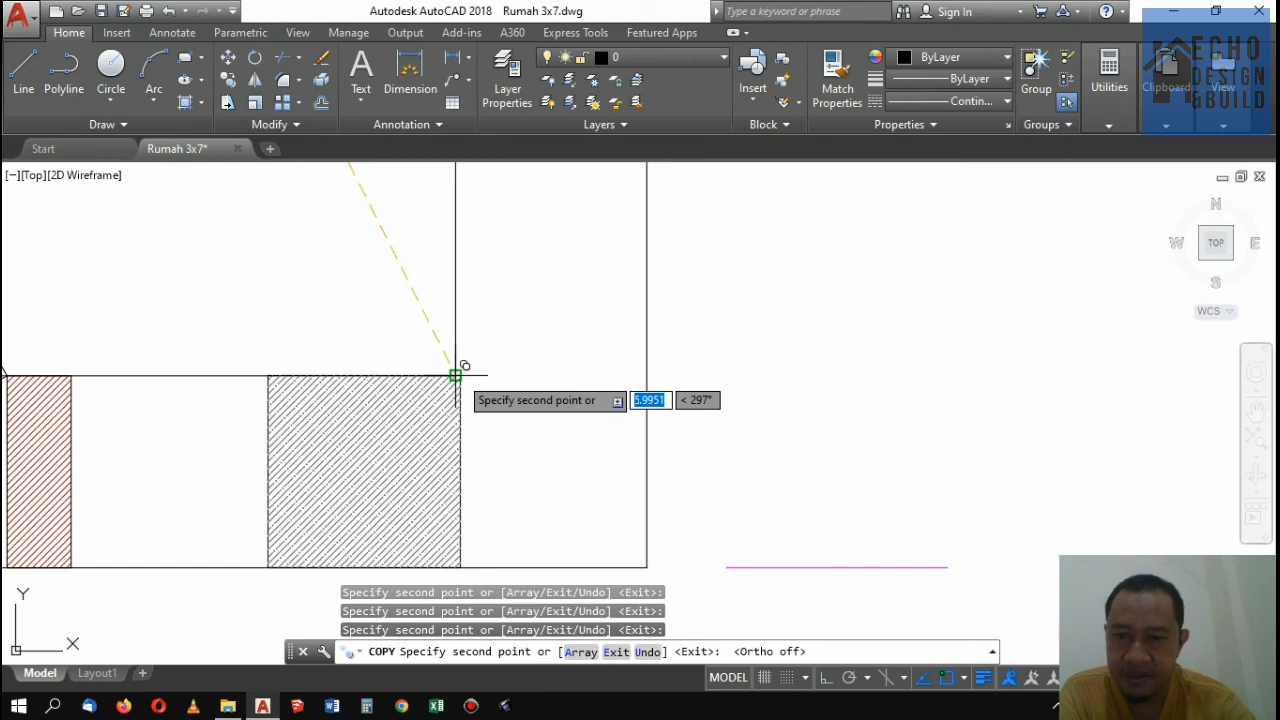 Autodesk AutoCAD 2018 Rumah 3x7.dwg
Type a keyword or phrase
Sign In
Home Insert Annotate Parametric View Manage Output Add-ins A360 Express Tools Featured Apps
Line Polyline Circle Arc
Text Dimension
Layer Properties
0
Insert
Match Properties
ByLayer
ByLayer
Contin...
Group
Utilities
Clipboard
View
ECHO
DESIGN
&BUILD
Draw Modify Annotation Layers Block Properties Groups
Start Rumah 3x7*
[−][Top][2D Wireframe]
N
W TOP E
S
WCS
Specify second point or 5.9951 < 297°
Y
X
Specify second point or [Array/Exit/Undo] <Exit>:
Specify second point or [Array/Exit/Undo] <Exit>:
Specify second point or [Array/Exit/Undo] <Exit>:
COPY Specify second point or [Array Exit Undo] <Exit>: <Ortho off>
Model Layout1
MODEL